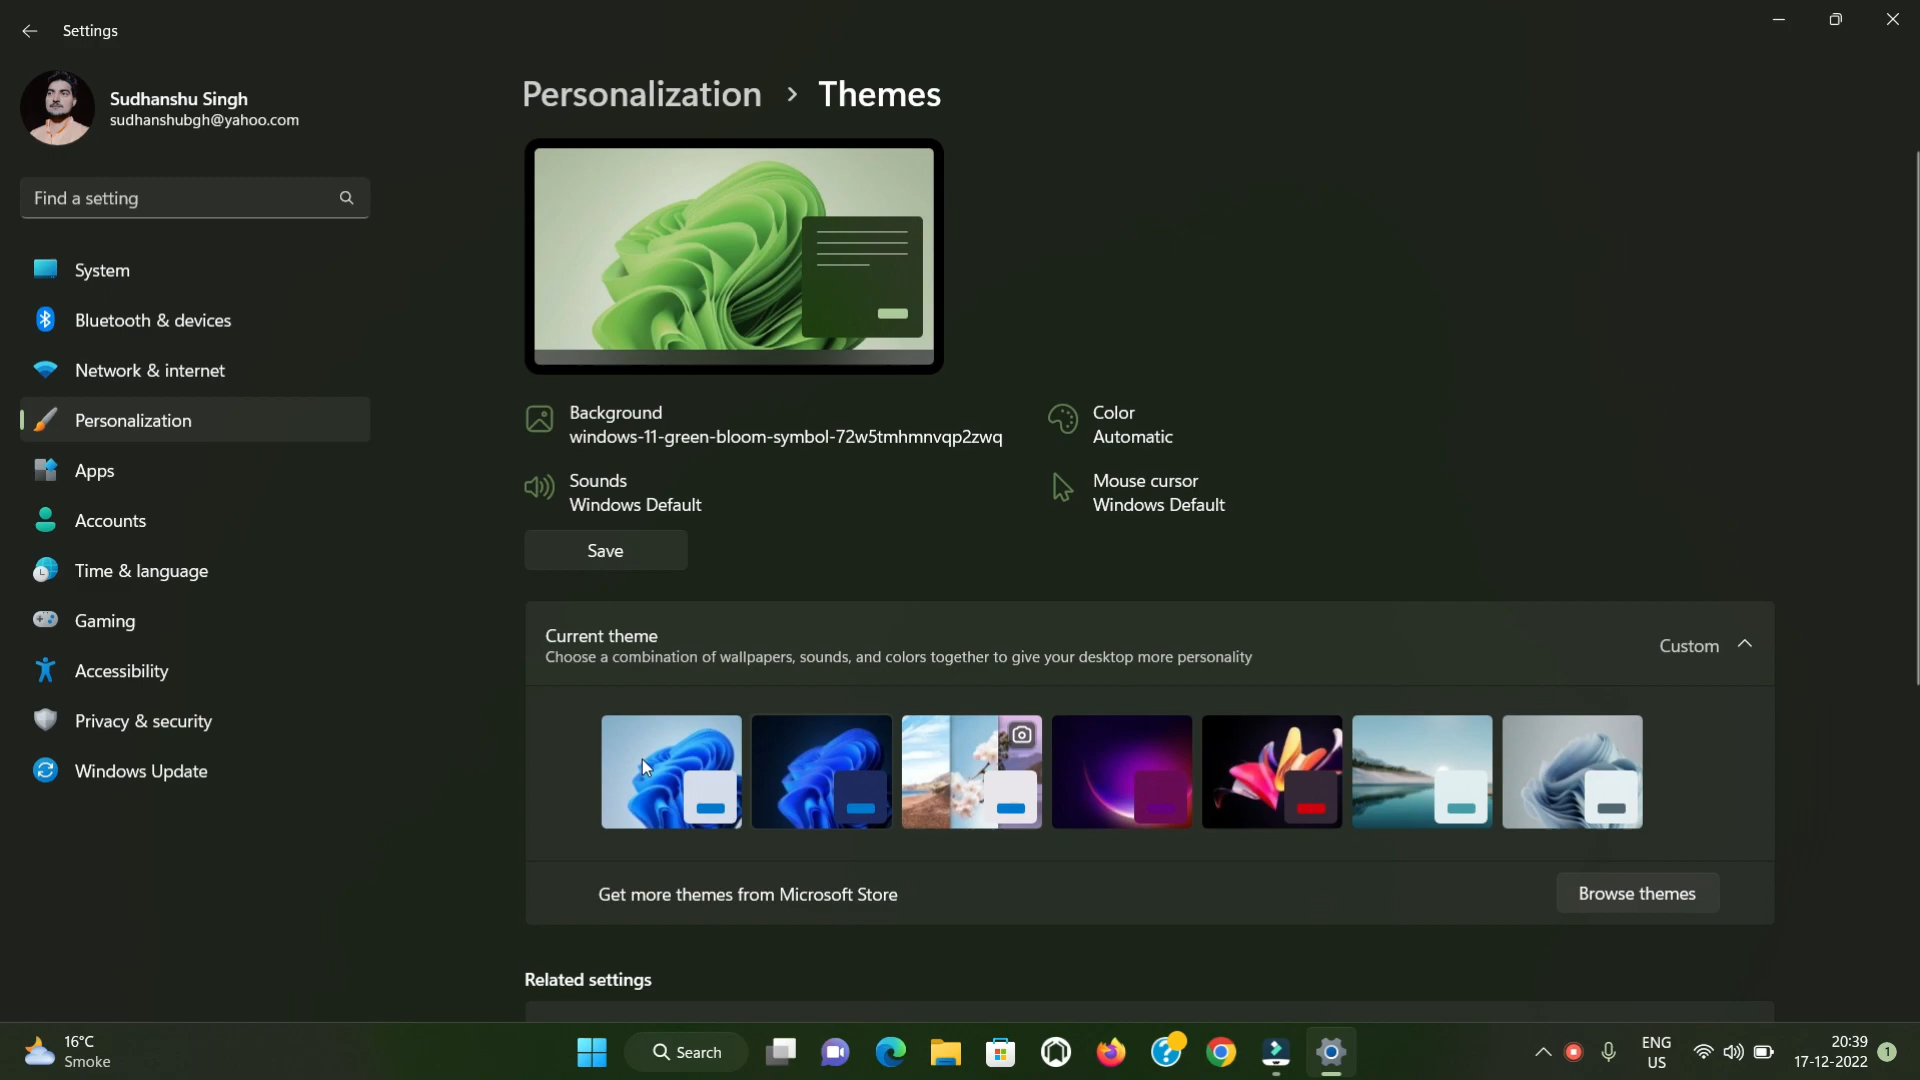 Settings
Sudhanshu Singh
sudhanshubgh@yahoo.com
Find a setting
System
Bluetooth & devices
Network & internet
Personalization
Apps
Accounts
Time & language
Gaming
Accessibility
Privacy & security
Windows Update
Personalization > Themes
Background
windows-11-green-bloom-symbol-72w5tmhmnvqp2zwq
Color
Automatic
Sounds
Windows Default
Mouse cursor
Windows Default
Save
Current theme
Choose a combination of wallpapers, sounds, and colors together to give your desktop more personality
Custom
Get more themes from Microsoft Store
Browse themes
Related settings
16°C
Smoke
Search
ENG
US
20:39
17-12-2022
1